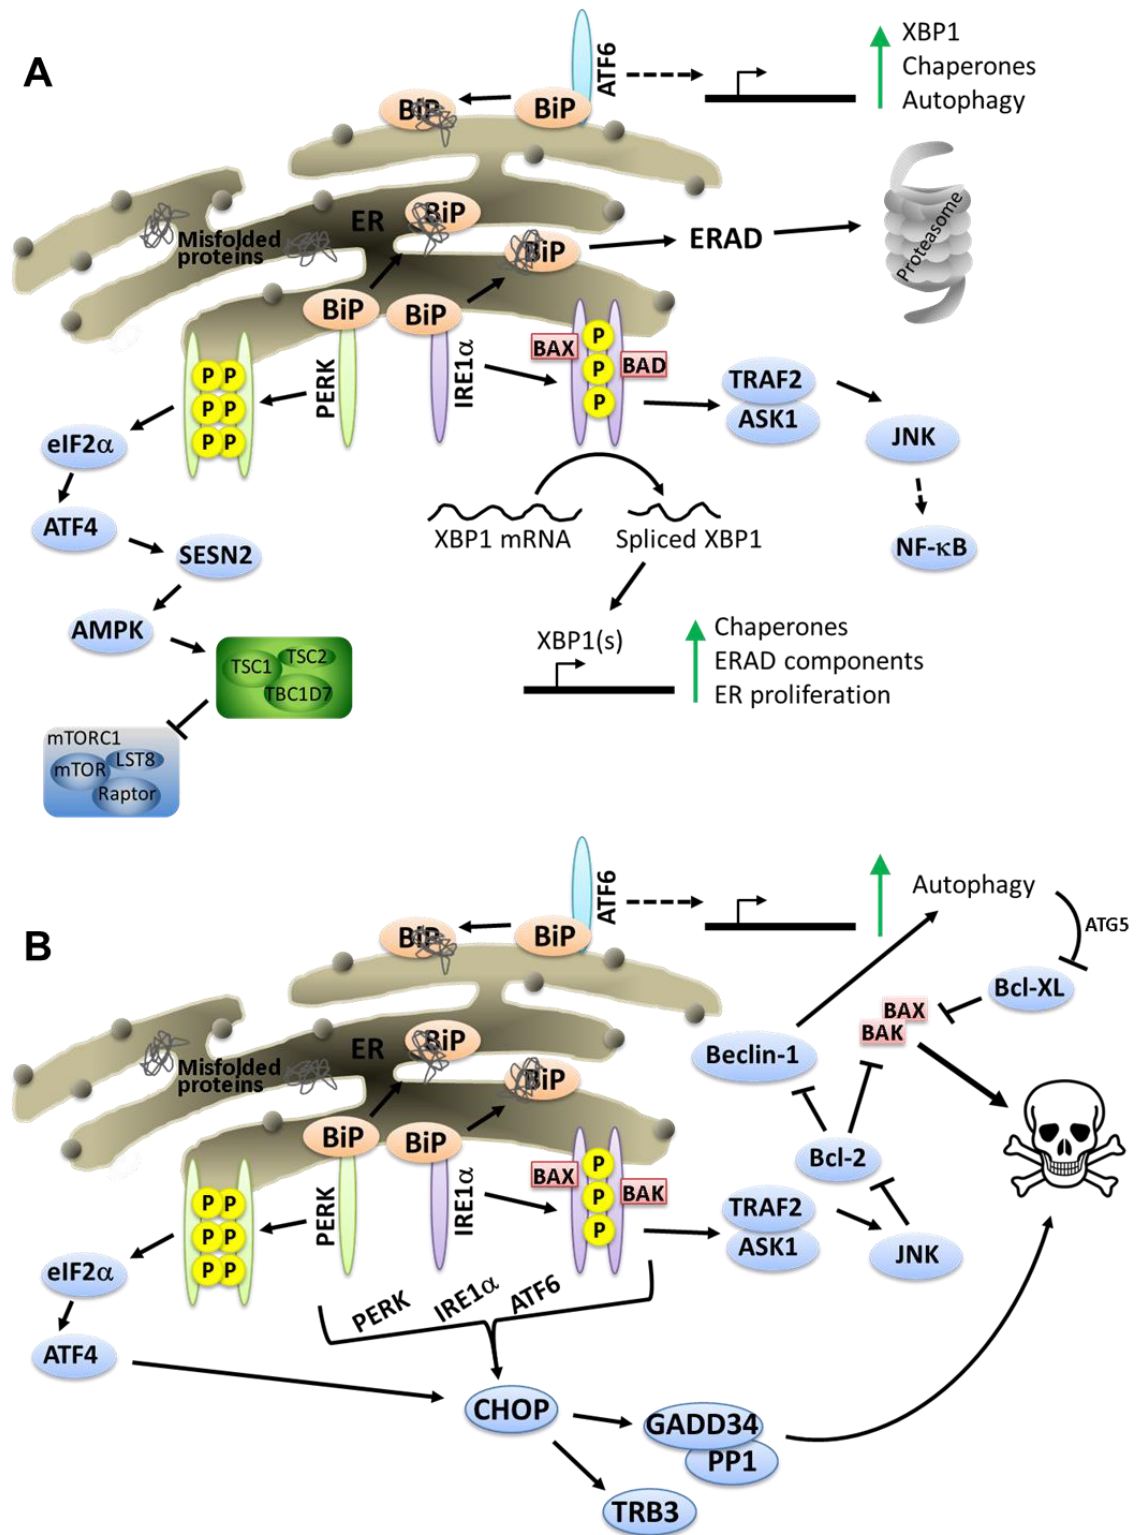 A
XBP1
Chaperones
Autophagy
ATF6
BiP
BiP
BiP
ER
Misfolded
proteins
BiP
ERAD
Proteasome
BiP
BiP
PERK
IRE1α
BAX
BAD
P
P
P
P P
P P
P P
TRAF2
ASK1
JNK
NF-κB
eIF2α
ATF4
SESN2
AMPK
TSC1
TSC2
TBC1D7
mTORC1
mTOR
LST8
Raptor
XBP1 mRNA
Spliced XBP1
XBP1(s)
Chaperones
ERAD components
ER proliferation
B
ATF6
BiP
BiP
Autophagy
ATG5
Bcl-XL
BAX
BAK
Beclin-1
Bcl-2
BiP
ER
Misfolded
proteins
BiP
BiP
BiP
PERK
IRE1α
BAX
BAK
P
P
P
P P
P P
P P
TRAF2
ASK1
JNK
eIF2α
ATF4
PERK IRE1α ATF6
CHOP
GADD34
PP1
TRB3